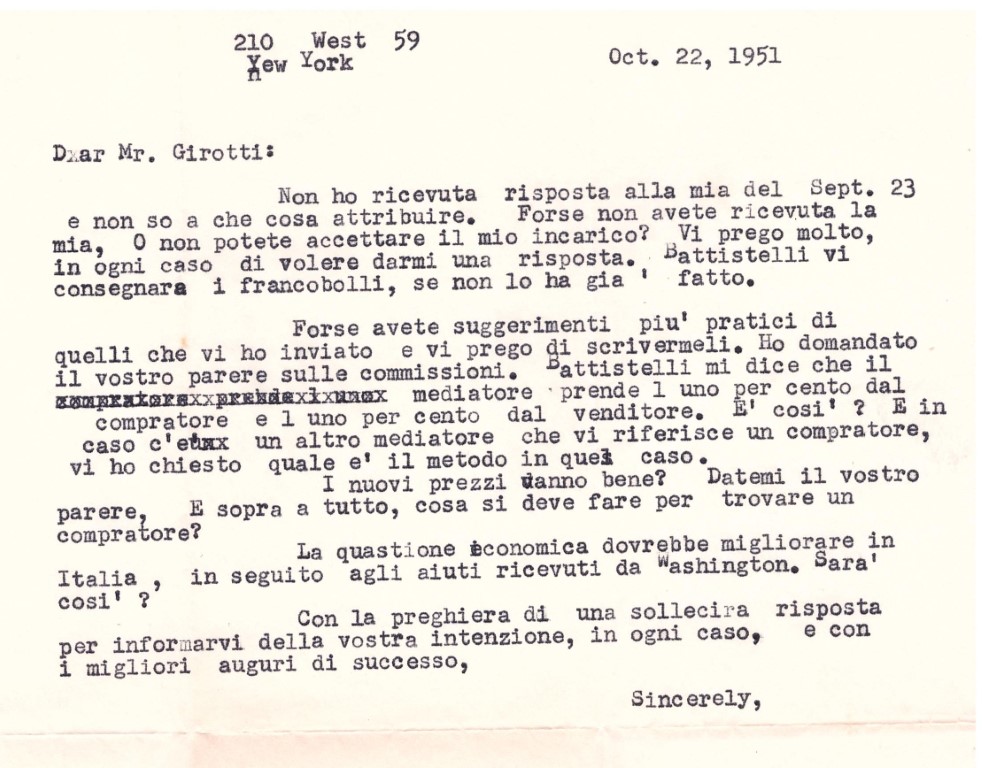 210 West 59
New York
Oct. 22, 1951
Dear Mr. Girotti:
Non ho ricevuta risposta alla mia del Sept. 23
e non so a che cosa attribuire. Forse non avete ricevuta la
mia, O non potete accettare il mio incarico? Vi prego molto,
in ogni caso di volere darmi una risposta. Battistelli vi
consegnara i francobolli, se non lo ha gia ' fatto.
Forse avete suggerimenti piu' pratici di
quelli che vi ho inviato e vi prego di scrivermeli. Ho domandato
il vostro parere sulle commissioni. Battistelli mi dice che il
mediatore prende l uno per cento dal
compratore e l uno per cento dal venditore. E' cosi' ? E in
caso c'e un altro mediatore che vi riferisce un compratore,
vi ho chiesto quale e' il metodo in quel caso.
I nuovi prezzi vanno bene? Datemi il vostro
parere, E sopra a tutto, cosa si deve fare per trovare un
compratore?
La quastione economica dovrebbe migliorare in
Italia , in seguito agli aiuti ricevuti da Washington. Sara'
cosi' ?
Con la preghiera di una sollecira risposta
per informarvi della vostra intenzione, in ogni caso, e con
i migliori auguri di successo,
Sincerely,